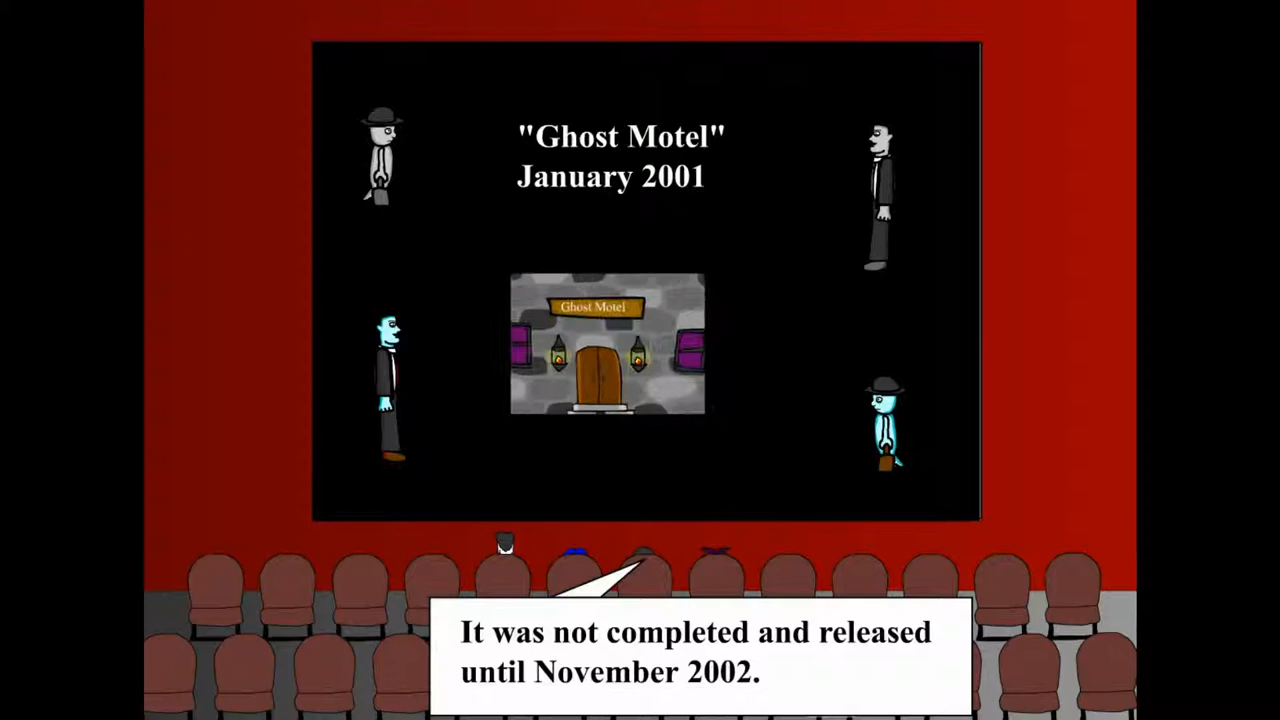 "Ghost Motel"
January 2001
Ghost Motel
It was not completed and released
until November 2002.